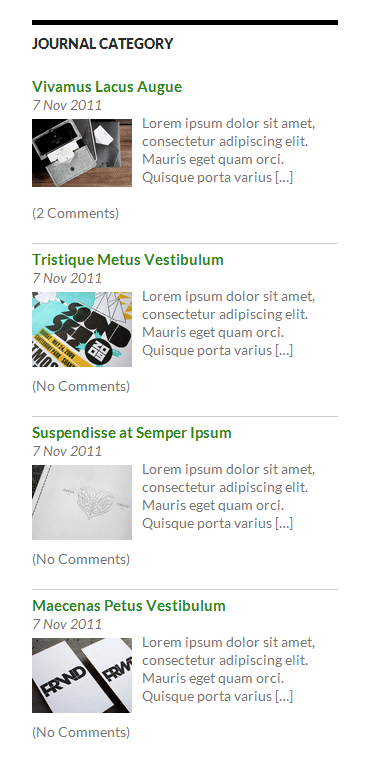 JOURNAL CATEGORY
Vivamus Lacus Augue
7 Nov 2011
Lorem ipsum dolor sit amet,
consectetur adipiscing elit.
Mauris eget quam orci.
Quisque porta varius [...]
(2 Comments)
Tristique Metus Vestibulum
7 Nov 2011
Lorem ipsum dolor sit amet,
consectetur adipiscing elit.
Mauris eget quam orci.
Quisque porta varius [...]
(No Comments)
Suspendisse at Semper Ipsum
7 Nov 2011
Lorem ipsum dolor sit amet,
consectetur adipiscing elit.
Mauris eget quam orci.
Quisque porta varius [...]
(No Comments)
Maecenas Petus Vestibulum
7 Nov 2011
Lorem ipsum dolor sit amet,
consectetur adipiscing elit.
Mauris eget quam orci.
Quisque porta varius [...]
(No Comments)